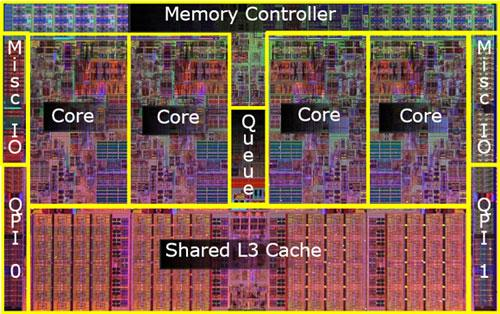 Memory Controller
Misc IO
Core
Core
Queue
Core
Core
Misc IO
QPI 0
Shared L3 Cache
QPI 1